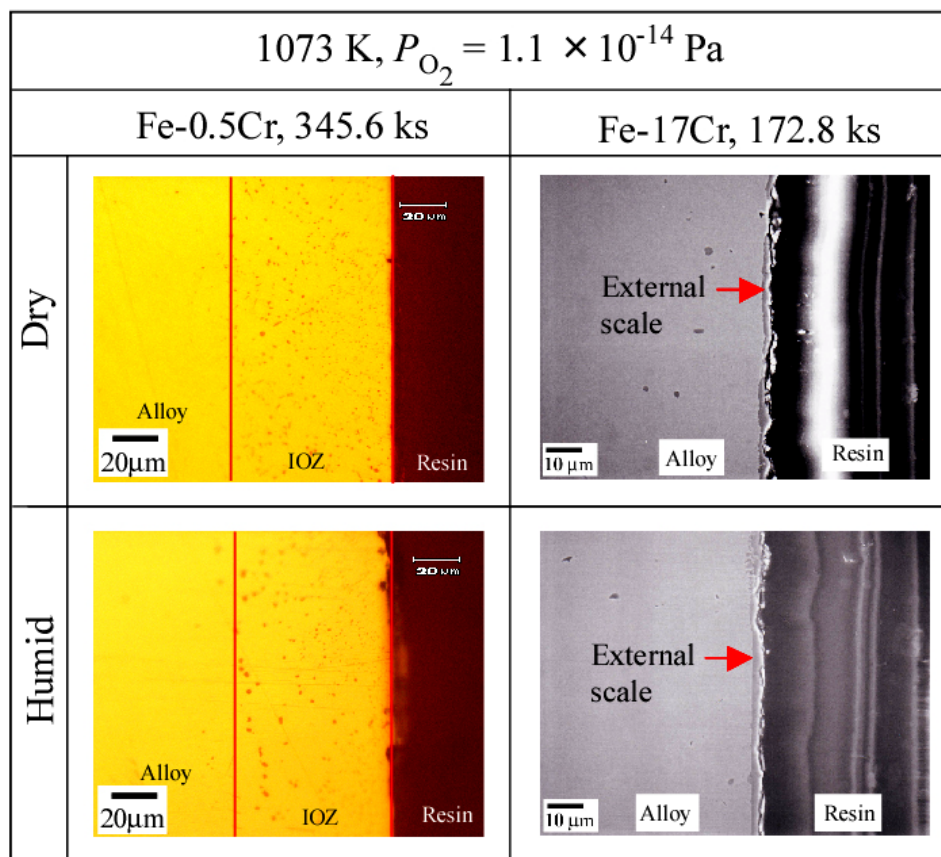 1073 K, P_O2 = 1.1 × 10^-14 Pa
Fe-0.5Cr, 345.6 ks
Fe-17Cr, 172.8 ks
Dry
20 µm
Alloy
20µm
IOZ
Resin
External
scale
10 µm
Alloy
Resin
Humid
20 µm
Alloy
20µm
IOZ
Resin
External
scale
10 µm
Alloy
Resin